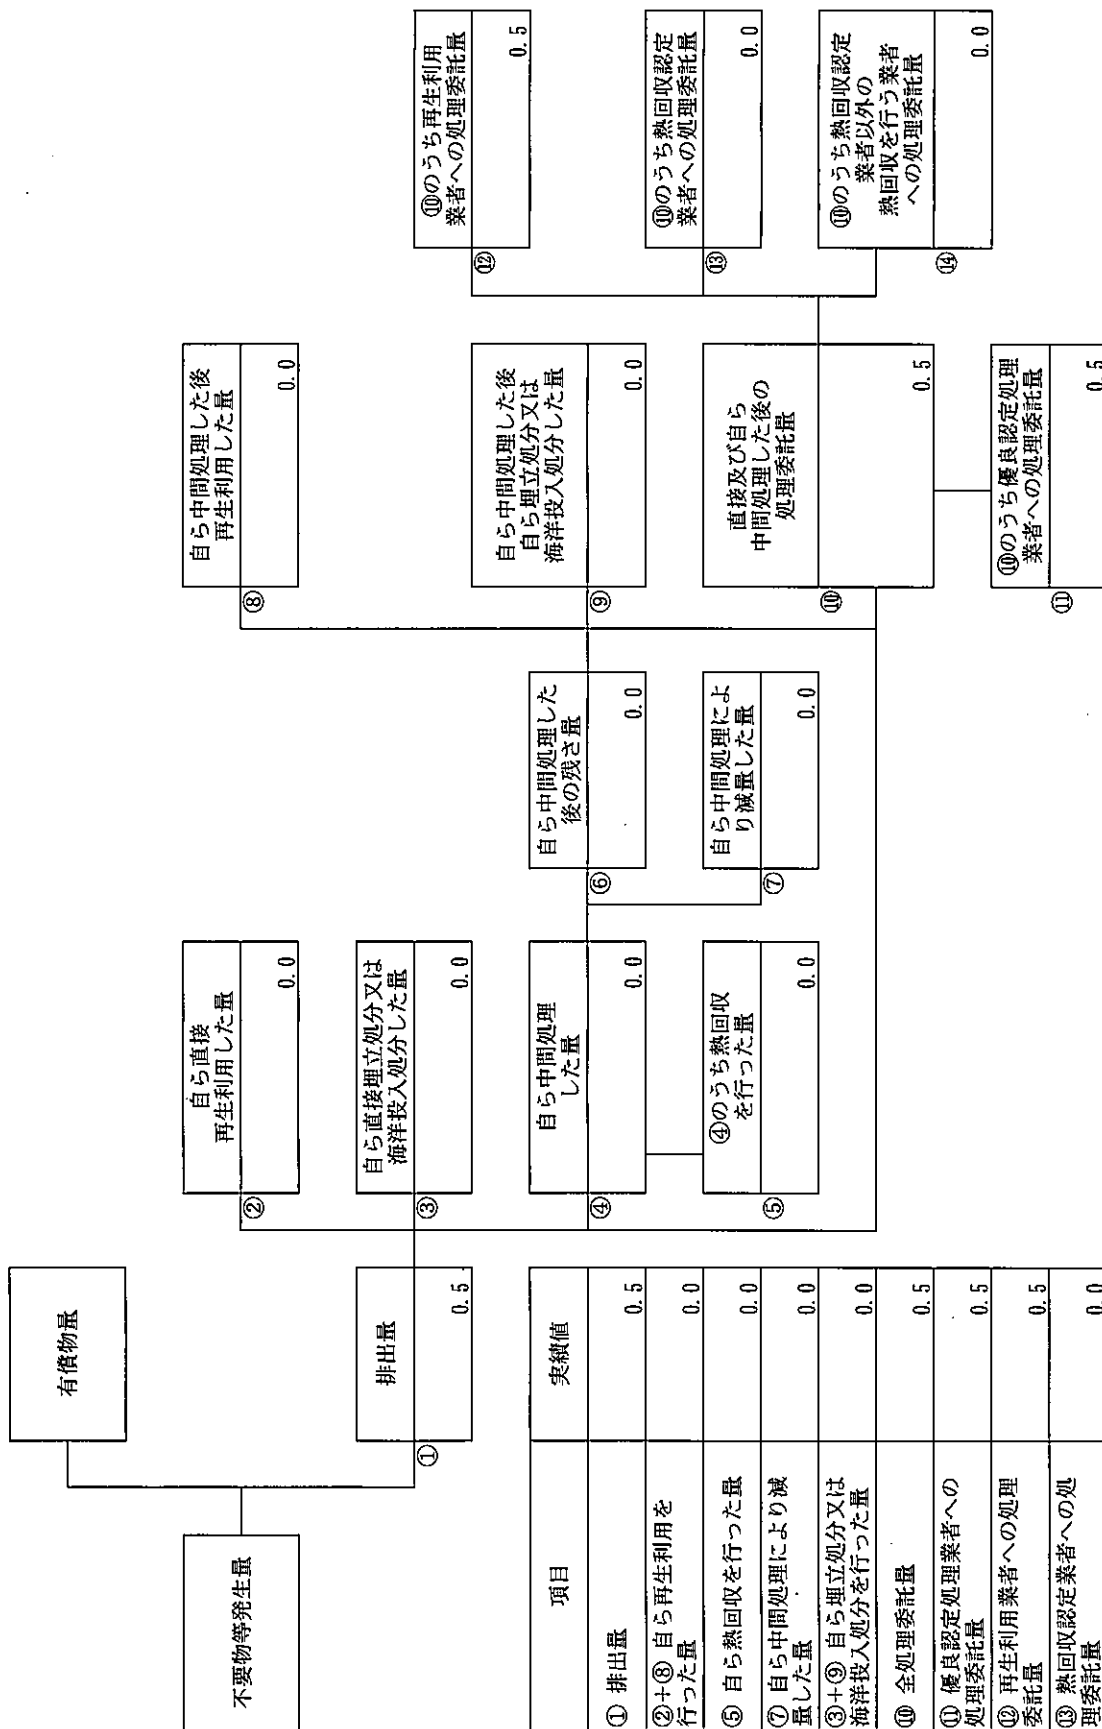 不要物等発生量
有償物量
排出量
①
0.5
自ら直接
再生利用した量
②
0.0
自ら直接埋立処分又は
海洋投入処分した量
③
0.0
自ら中間処理
した量
④
0.0
④のうち熱回収
を行った量
⑤
0.0
自ら中間処理した
後の残さ量
⑥
0.0
自ら中間処理によ
り減量した量
⑦
0.0
自ら中間処理した後
再生利用した量
⑧
0.0
自ら中間処理した後
自ら埋立処分又は
海洋投入処分した量
⑨
0.0
直接及び自ら
中間処理した後の
処理委託量
⑩
0.5
⑩のうち優良認定処理
業者への処理委託量
⑪
0.5
⑩のうち再生利用
業者への処理委託量
⑫
0.5
⑩のうち熱回収認定
業者への処理委託量
⑬
0.0
⑩のうち熱回収認定
業者以外の
熱回収を行う業者
への処理委託量
⑭
0.0
項目 実績値
① 排出量 0.5
②+⑧ 自ら再生利用を
行った量 0.0
⑤ 自ら熱回収を行った量 0.0
⑦ 自ら中間処理により減
量した量 0.0
③+⑨ 自ら埋立処分又は
海洋投入処分を行った量 0.0
⑩ 全処理委託量 0.5
⑪ 優良認定処理業者への
処理委託量 0.5
⑫ 再生利用業者への処理
委託量 0.5
⑬ 熱回収認定業者への処
理委託量 0.0